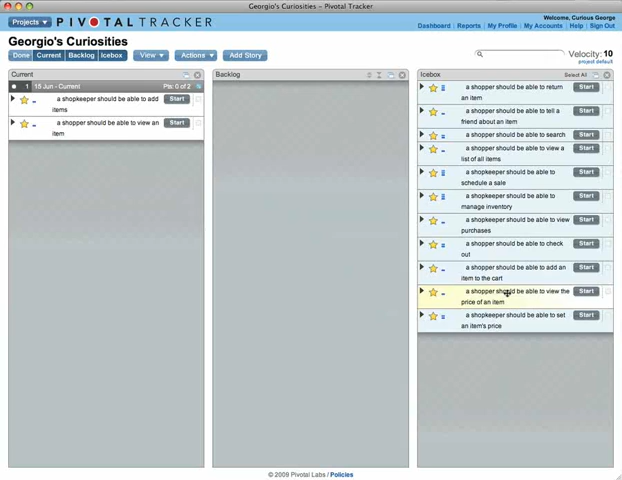 Georgio's Curiosities – Pivotal Tracker
Projects
PIVOTAL TRACKER
Welcome, Curious George
Dashboard | Reports | My Profile | My Accounts | Help | Sign Out
Georgio's Curiosities
Done Current Backlog Icebox View Actions Add Story
Velocity: 10
project default
Current
1 15 Jun - Current Pts: 0 of 2
a shopkeeper should be able to add
items
Start
a shopper should be able to view an
item
Start
Backlog
Icebox Select All
a shopper should be able to return
an item
Start
a shopper should be able to tell a
friend about an item
Start
a shopper should be able to search
Start
a shopper should be able to view a
list of all items
Start
a shopkeeper should be able to
schedule a sale
Start
a shopkeeper should be able to
manage inventory
Start
a shopkeeper should be able to view
purchases
Start
a shopper should be able to check
out
Start
a shopper should be able to add an
item to the cart
Start
a shopper should be able to view the
price of an item
Start
a shopkeeper should be able to set
an item's price
Start
© 2009 Pivotal Labs / Policies